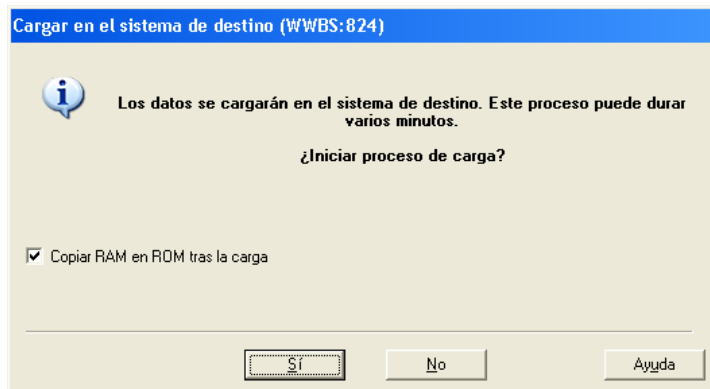 Cargar en el sistema de destino (WWBS:824)
Los datos se cargarán en el sistema de destino. Este proceso puede durar
varios minutos.
¿Iniciar proceso de carga?
Copiar RAM en ROM tras la carga
Sí
No
Ayuda